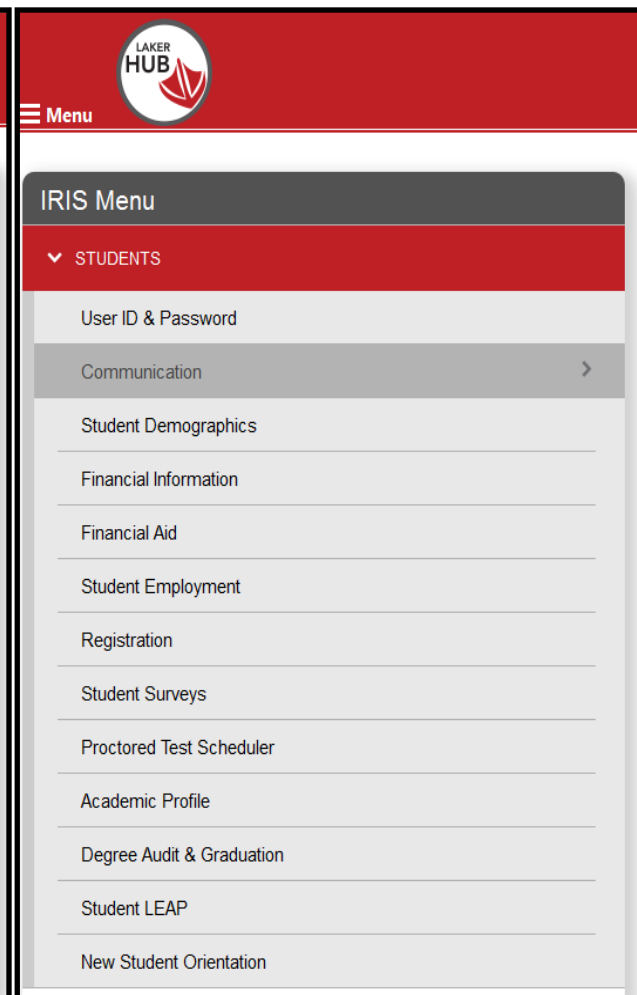 LAKER
HUB
Menu
IRIS Menu
STUDENTS
User ID & Password
Communication
Student Demographics
Financial Information
Financial Aid
Student Employment
Registration
Student Surveys
Proctored Test Scheduler
Academic Profile
Degree Audit & Graduation
Student LEAP
New Student Orientation